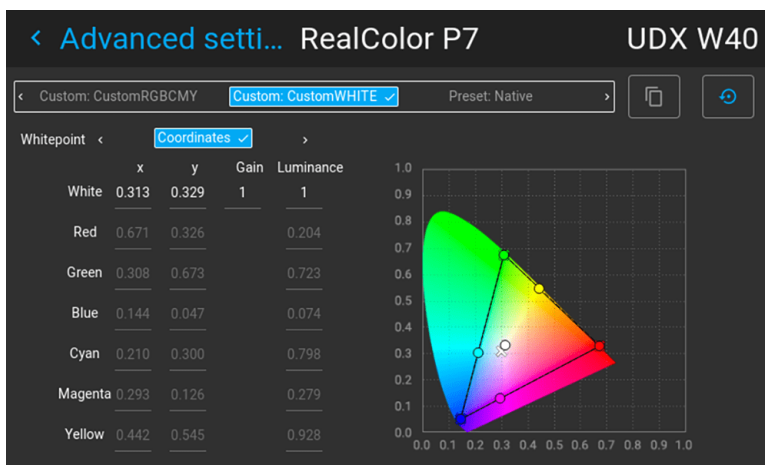 ‹ Advanced setti... RealColor P7 UDX W40
‹ Custom: CustomRGBCMY Custom: CustomWHITE ✓ Preset: Native ›
Whitepoint ‹ Coordinates ✓ ›
x y Gain Luminance
White 0.313 0.329 1 1
Red 0.671 0.326 0.204
Green 0.308 0.673 0.723
Blue 0.144 0.047 0.074
Cyan 0.210 0.300 0.798
Magenta 0.293 0.126 0.279
Yellow 0.442 0.545 0.928
1.0
0.9
0.8
0.7
0.6
0.5
0.4
0.3
0.2
0.1
0.0
0.0 0.1 0.2 0.3 0.4 0.5 0.6 0.7 0.8 0.9 1.0